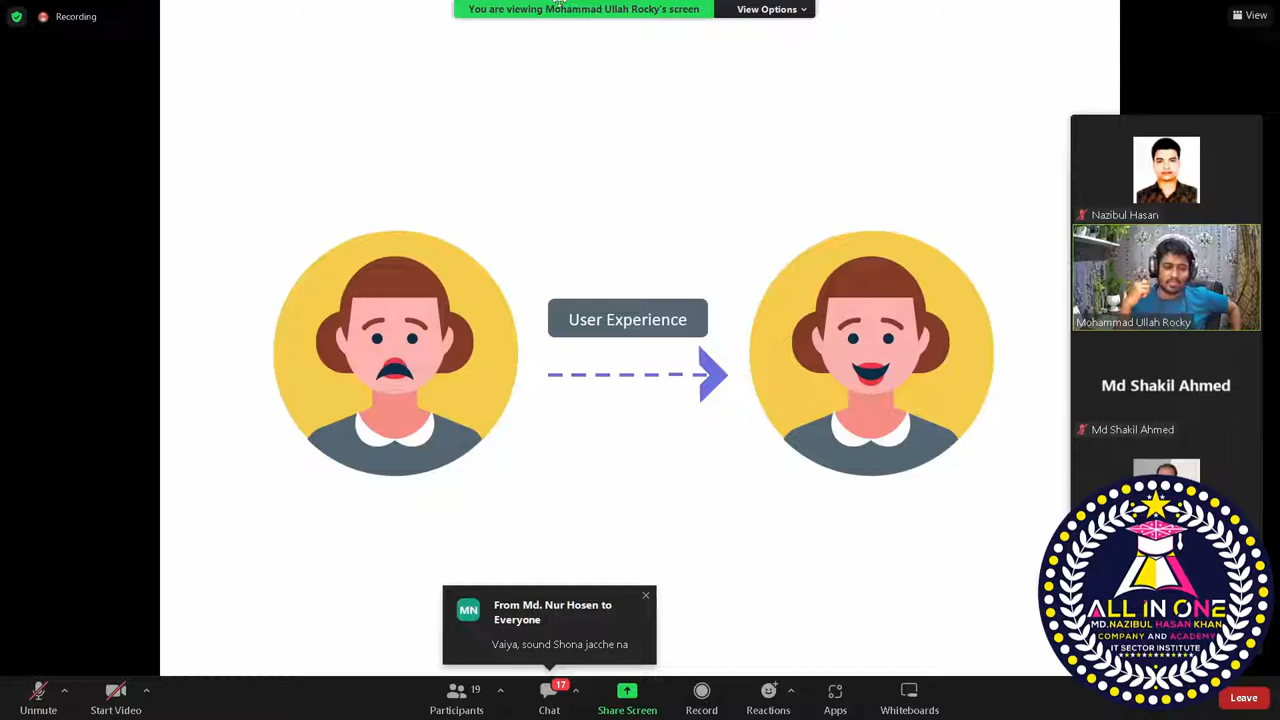 Recording
You are viewing Mohammad Ullah Rocky's screen
View Options
View
Nazibul Hasan
Mohammad Ullah Rocky
Md Shakil Ahmed
Md Shakil Ahmed
User Experience
MN
From Md. Nur Hosen to
Everyone
Vaiya, sound Shona jacche na
ALL IN ONE
MD.NAZIBUL HASAN KHAN
COMPANY AND ACADEMY
IT SECTOR INSTITUTE
Unmute
Start Video
19
Participants
17
Chat
Share Screen
Record
Reactions
Apps
Whiteboards
Leave